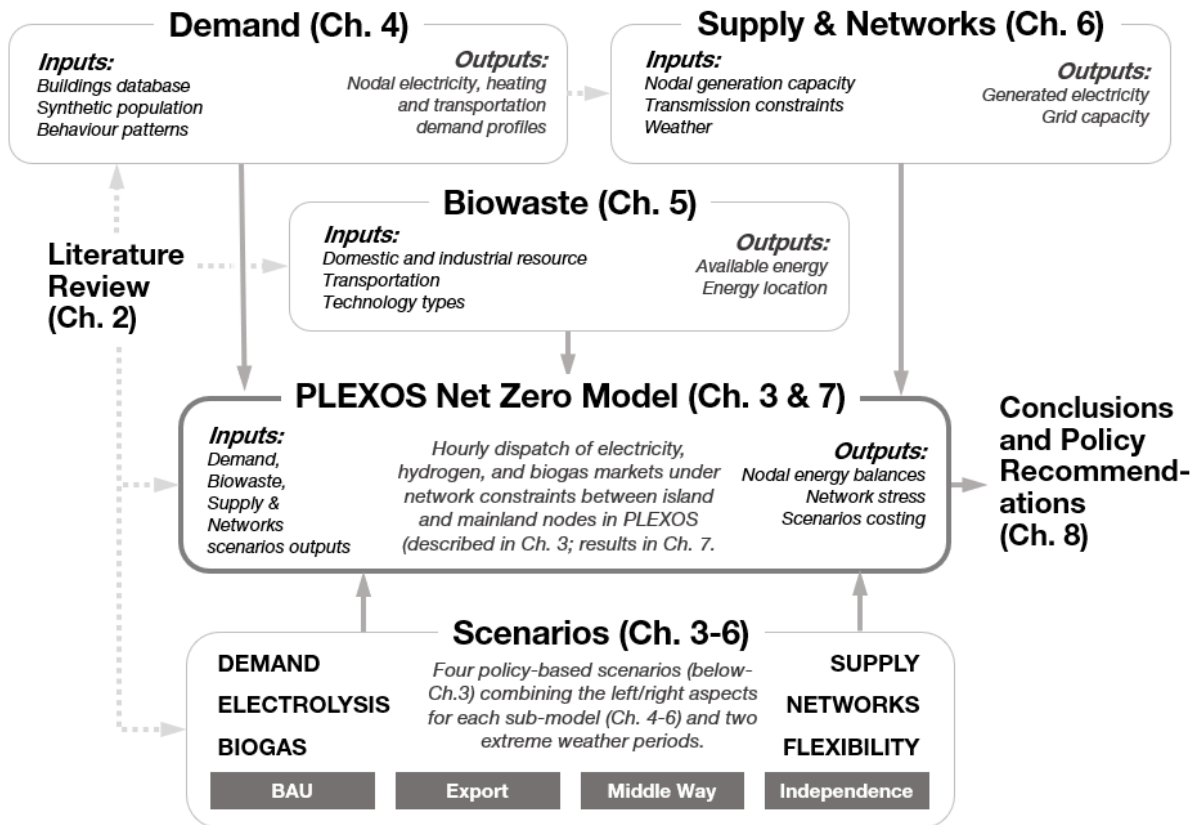 Demand (Ch. 4)
Inputs:
Buildings database
Synthetic population
Behaviour patterns
Outputs:
Nodal electricity, heating
and transportation
demand profiles
Supply & Networks (Ch. 6)
Inputs:
Nodal generation capacity
Transmission constraints
Weather
Outputs:
Generated electricity
Grid capacity
Biowaste (Ch. 5)
Inputs:
Domestic and industrial resource
Transportation
Technology types
Outputs:
Available energy
Energy location
Literature
Review
(Ch. 2)
PLEXOS Net Zero Model (Ch. 3 & 7)
Inputs:
Demand,
Biowaste,
Supply &
Networks
scenarios outputs
Hourly dispatch of electricity,
hydrogen, and biogas markets under
network constraints between island
and mainland nodes in PLEXOS
(described in Ch. 3; results in Ch. 7.
Outputs:
Nodal energy balances
Network stress
Scenarios costing
Conclusions
and Policy
Recommend-
ations
(Ch. 8)
Scenarios (Ch. 3-6)
DEMAND
ELECTROLYSIS
BIOGAS
Four policy-based scenarios (below-
Ch.3) combining the left/right aspects
for each sub-model (Ch. 4-6) and two
extreme weather periods.
SUPPLY
NETWORKS
FLEXIBILITY
BAU
Export
Middle Way
Independence